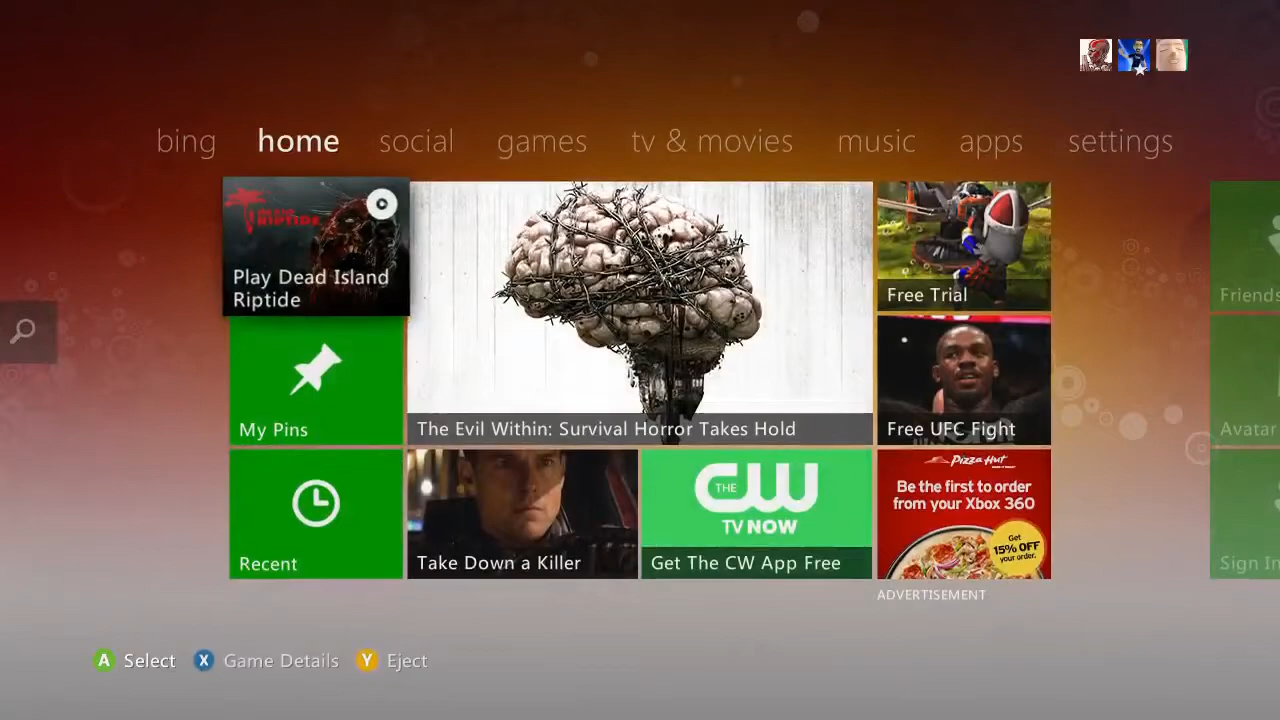 bing home social games tv & movies music apps settings
RIPTIDE
Play Dead Island
Riptide
My Pins
Recent
The Evil Within: Survival Horror Takes Hold
Take Down a Killer
THE CW
TV NOW
Get The CW App Free
Free Trial
Free UFC Fight
Pizza Hut
Be the first to order
from your Xbox 360
Get
15% OFF
your order.
ADVERTISEMENT
Friends
Avatar
Sign In
A Select X Game Details Y Eject